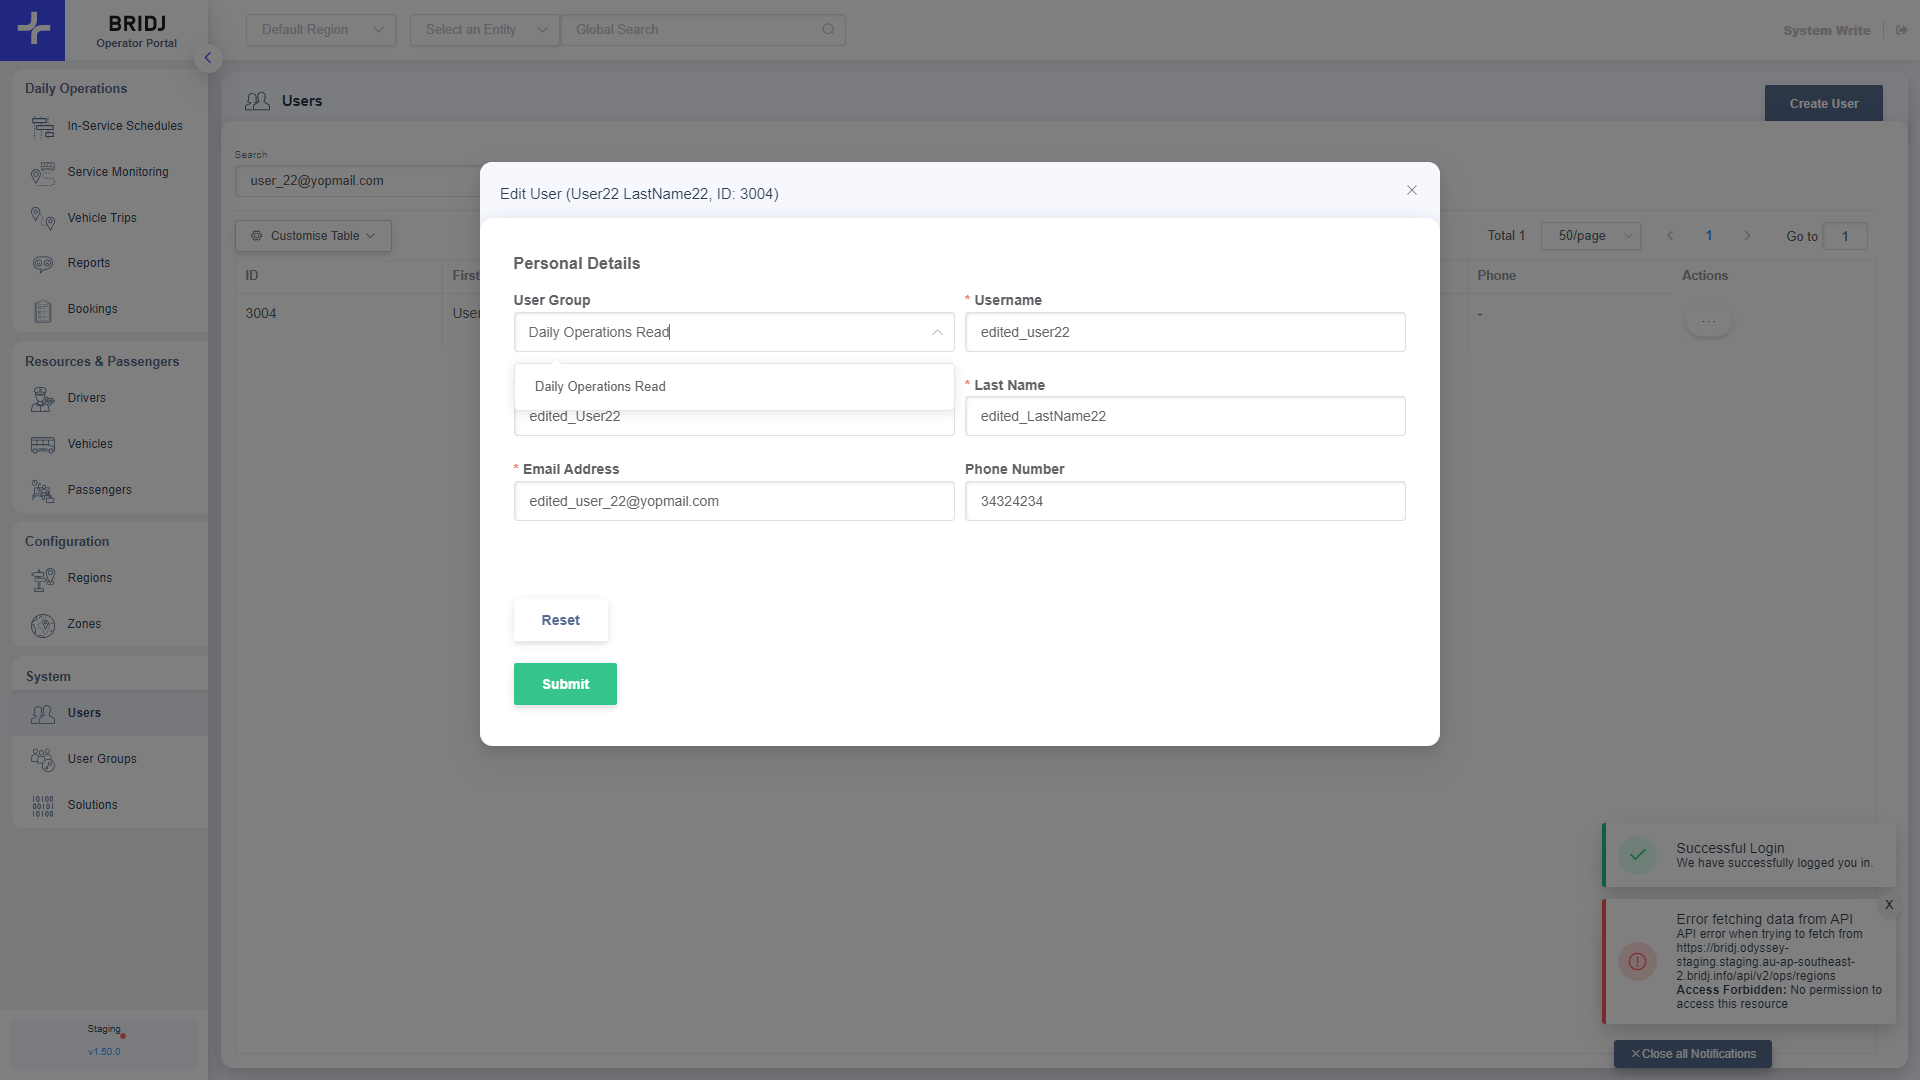 BRIDJ
Operator Portal
Default Region
Select an Entity
Global Search
System Write
Daily Operations
In-Service Schedules
Service Monitoring
Vehicle Trips
Reports
Bookings
Resources & Passengers
Drivers
Vehicles
Passengers
Configuration
Regions
Zones
System
Users
User Groups
Solutions
Staging
v1.50.0
Users
Create User
Search
user_22@yopmail.com
Customise Table
Total 1
50/page
1
Go to
1
ID
First
Phone
Actions
3004
User
-
...
Edit User (User22 LastName22, ID: 3004)
Personal Details
User Group
* Username
Daily Operations Read
edited_user22
Daily Operations Read
* Last Name
edited_User22
edited_LastName22
* Email Address
Phone Number
edited_user_22@yopmail.com
34324234
Reset
Submit
Successful Login
We have successfully logged you in.
X
Error fetching data from API
API error when trying to fetch from
https://bridj.odyssey-
staging.staging.au-ap-southeast-
2.bridj.info/api/v2/ops/regions
Access Forbidden: No permission to
access this resource
×Close all Notifications